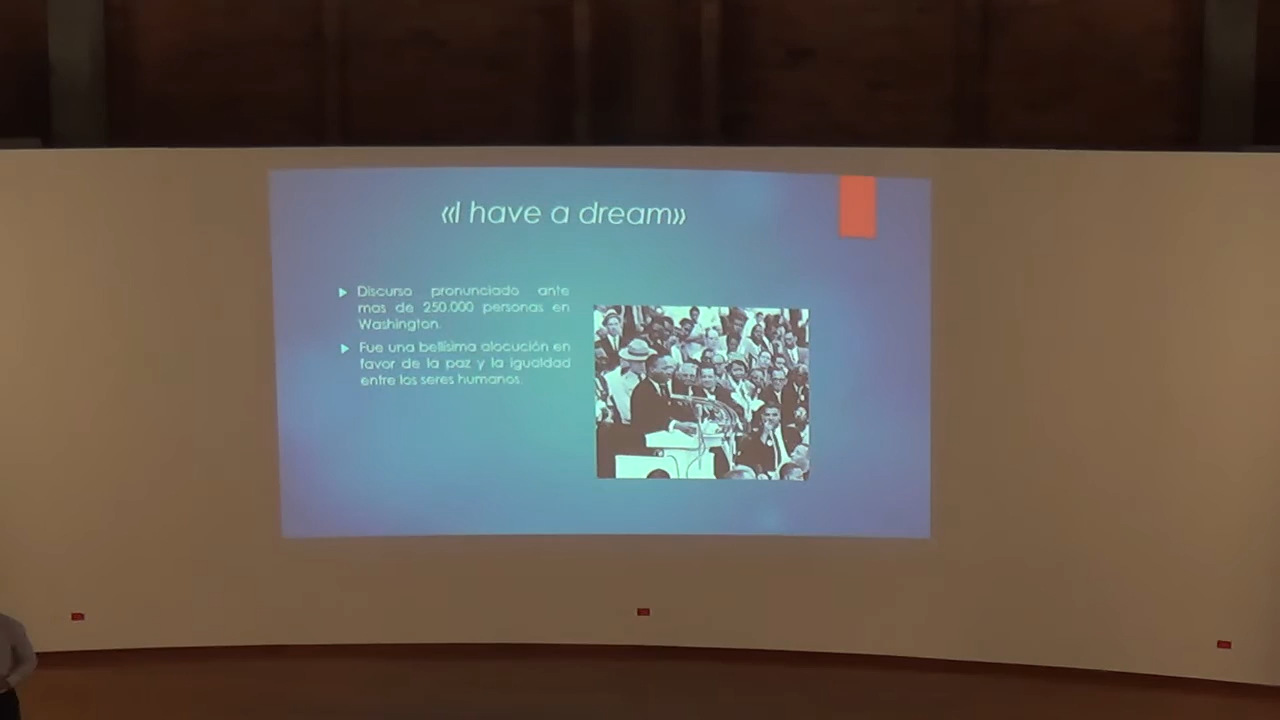 «I have a dream»
Discurso pronunciado ante
mas de 250.000 personas en
Washington.
Fue una bellísima alocución en
favor de la paz y la igualdad
entre los seres humanos.